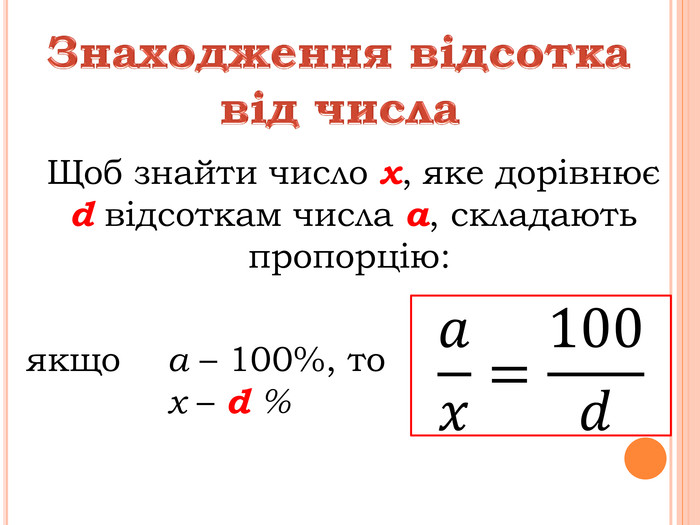 Знаходження відсотка
від числа
Щоб знайти число x, яке дорівнює
d відсоткам числа a, складають
пропорцію:
якщо a – 100%, то
x – d %
a/x = 100/d